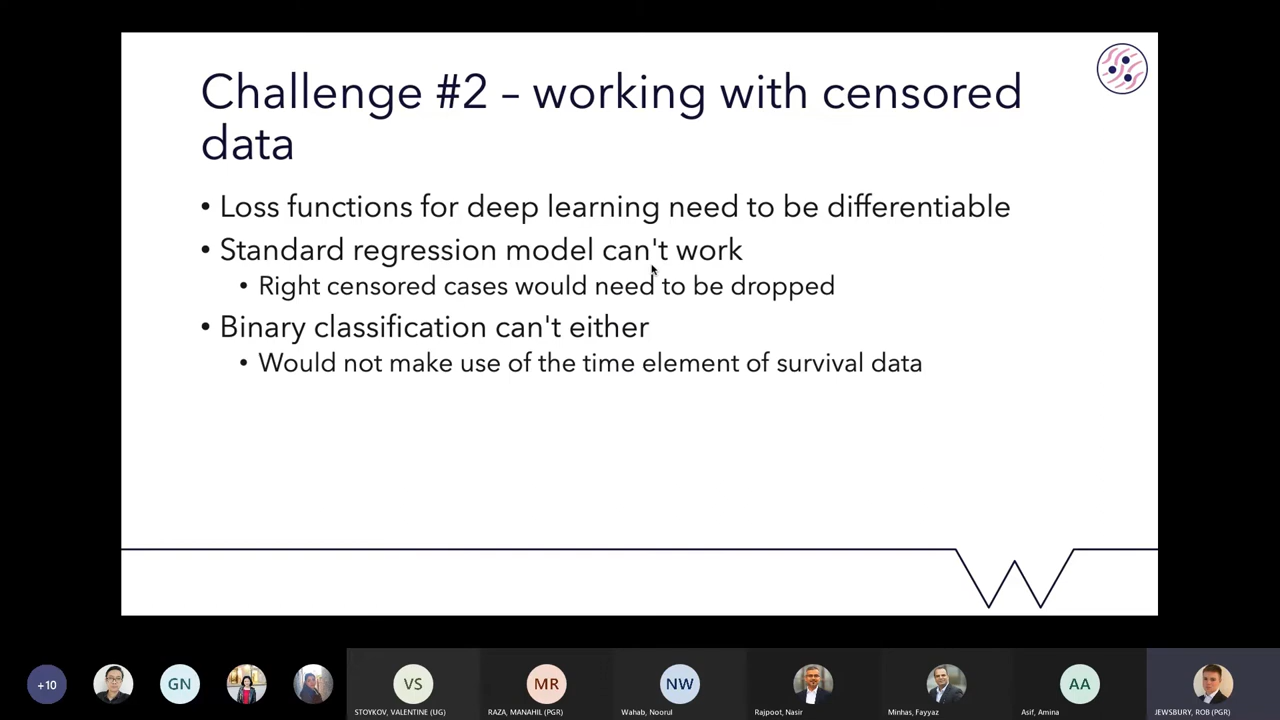 Challenge #2 – working with censored
data
• Loss functions for deep learning need to be differentiable
• Standard regression model can't work
• Right censored cases would need to be dropped
• Binary classification can't either
• Would not make use of the time element of survival data
+10
GN
VS
MR
NW
AA
STOYKOV, VALENTINE (UG)
RAZA, MANAHIL (PGR)
Wahab, Noorul
Rajpoot, Nasir
Minhas, Fayyaz
Asif, Amina
JEWSBURY, ROB (PGR)